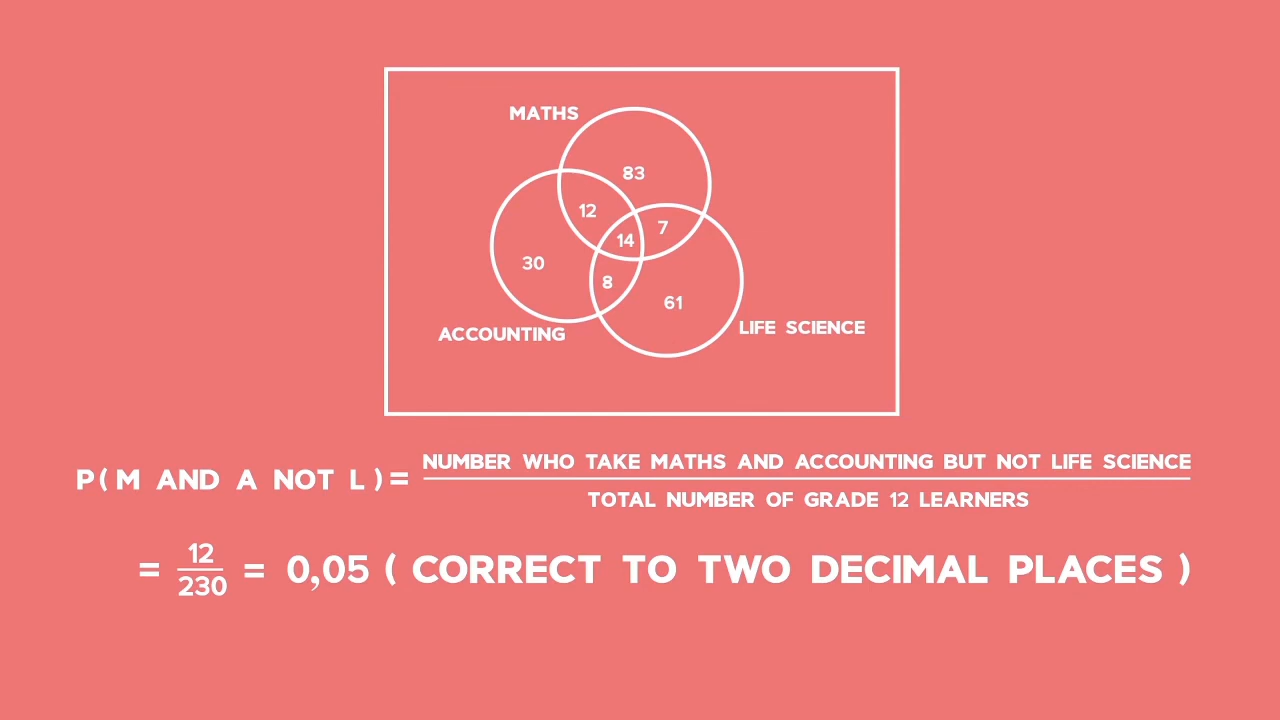 MATHS
83
12
7
14
30
8
61
LIFE SCIENCE
ACCOUNTING
P(M AND A NOT L)= NUMBER WHO TAKE MATHS AND ACCOUNTING BUT NOT LIFE SCIENCE
TOTAL NUMBER OF GRADE 12 LEARNERS
= 12/230 = 0,05 (CORRECT TO TWO DECIMAL PLACES)